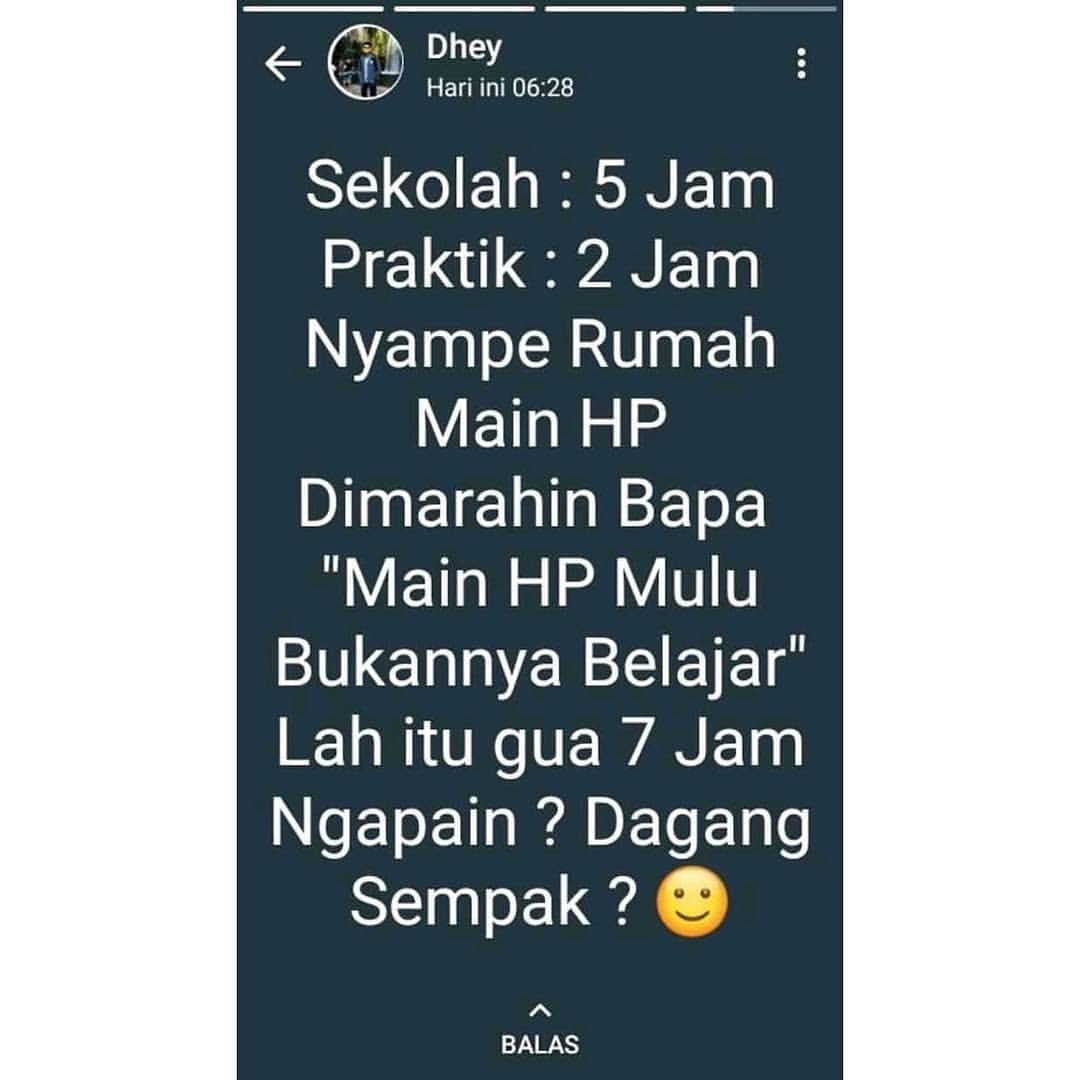 Dhey
Hari ini 06:28
Sekolah : 5 Jam
Praktik : 2 Jam
Nyampe Rumah
Main HP
Dimarahin Bapa
"Main HP Mulu
Bukannya Belajar"
Lah itu gua 7 Jam
Ngapain ? Dagang
Sempak ? 🙂
BALAS